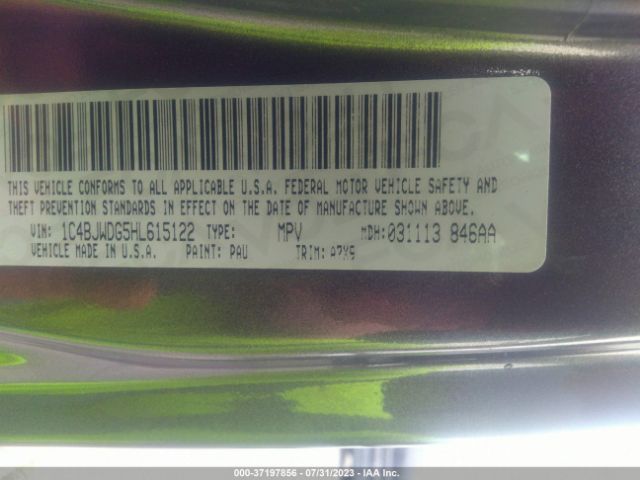 THIS VEHICLE CONFORMS TO ALL APPLICABLE U.S.A. FEDERAL MOTOR VEHICLE SAFETY AND
THEFT PREVENTION STANDARDS IN EFFECT ON THE DATE OF MANUFACTURE SHOWN ABOVE.
VIN: 1C4BJWDG5HL615122 TYPE: MPV MDH: 031113 846AA
VEHICLE MADE IN U.S.A. PAINT: PAU TRIM: A7X9
000-37197856 - 07/31/2023 - © IAA Inc.